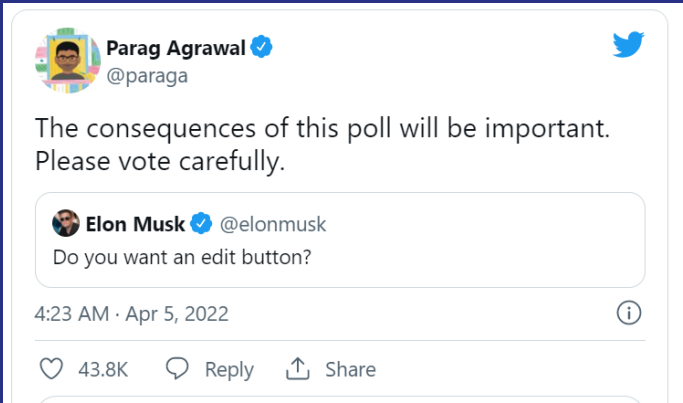 Parag Agrawal
@paraga
The consequences of this poll will be important.
Please vote carefully.
Elon Musk @elonmusk
Do you want an edit button?
4:23 AM · Apr 5, 2022
43.8K Reply Share